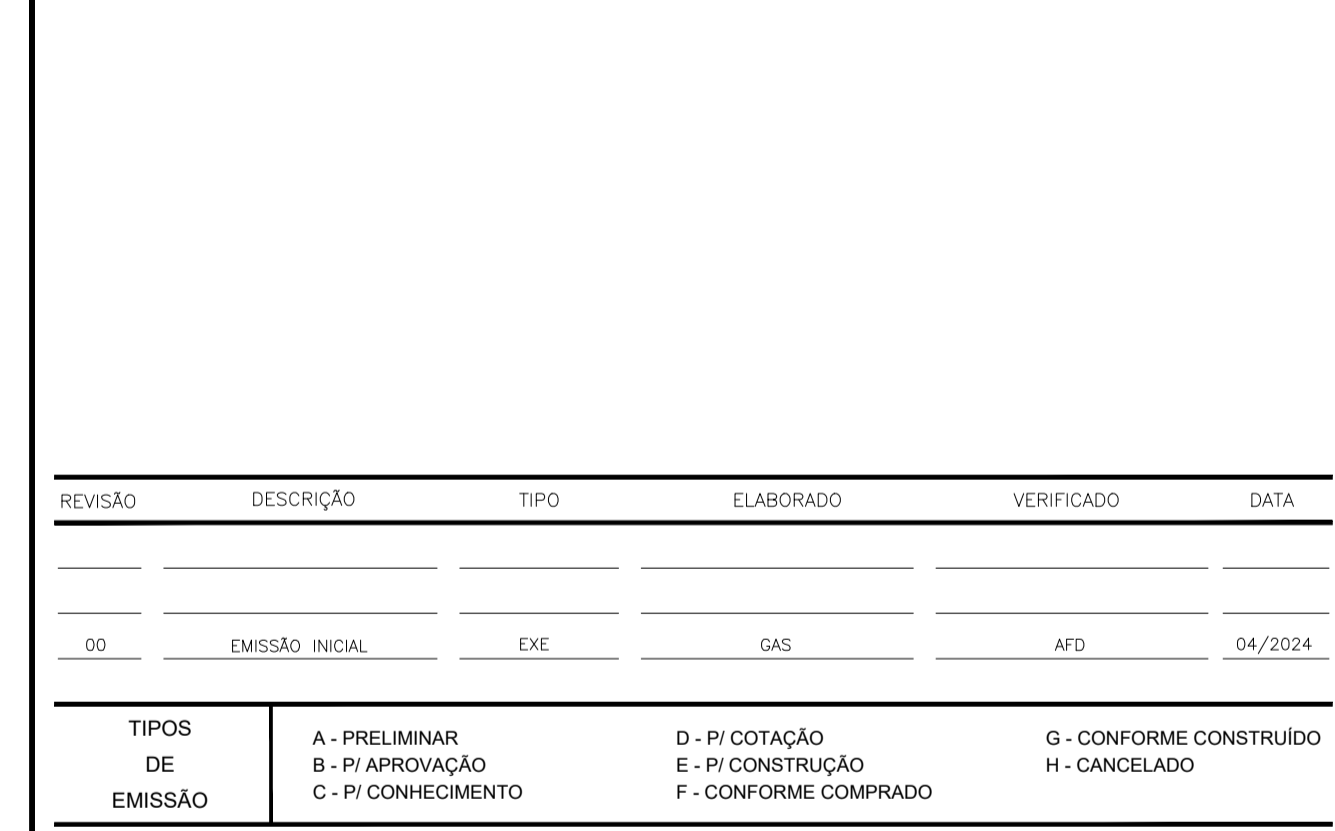 REVISÃO DESCRIÇÃO TIPO ELABORADO VERIFICADO DATA
00 EMISSÃO INICIAL EXE GAS AFD 04/2024
TIPOS
DE
EMISSÃO
A - PRELIMINAR
B - P/ APROVAÇÃO
C - P/ CONHECIMENTO
D - P/ COTAÇÃO
E - P/ CONSTRUÇÃO
F - CONFORME COMPRADO
G - CONFORME CONSTRUÍDO
H - CANCELADO